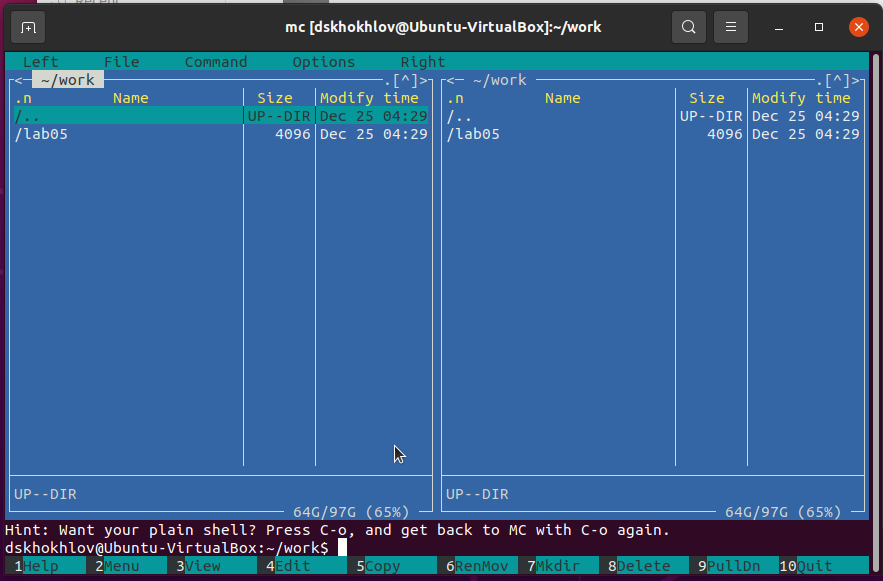 Recent
mc [dskhokhlov@Ubuntu-VirtualBox]:~/work
Left File Command Options Right
<─ ~/work ─.[^]>
.n Name Size Modify time
/.. UP--DIR Dec 25 04:29
/lab05 4096 Dec 25 04:29
UP--DIR
64G/97G (65%)
<─ ~/work ─.[^]>
.n Name Size Modify time
/.. UP--DIR Dec 25 04:29
/lab05 4096 Dec 25 04:29
UP--DIR
64G/97G (65%)
Hint: Want your plain shell? Press C-o, and get back to MC with C-o again.
dskhokhlov@Ubuntu-VirtualBox:~/work$
1Help 2Menu 3View 4Edit 5Copy 6RenMov 7Mkdir 8Delete 9PullDn 10Quit